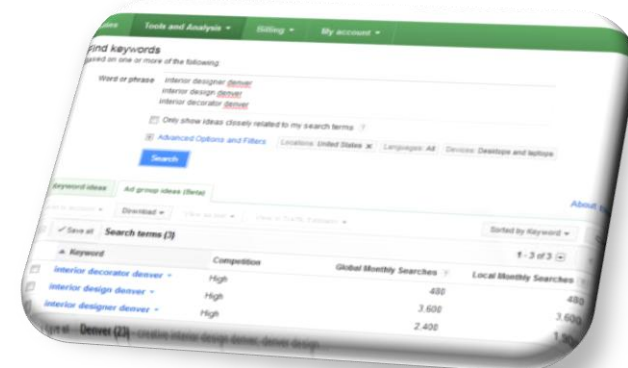 Tools and Analysis Billing My account
Find keywords
Based on one or more of the following:
Word or phrase interior designer denver
interior design denver
interior decorator denver
Only show ideas closely related to my search terms ?
Advanced Options and Filters Locations: United States x Languages: All Devices: Desktops and laptops
Search
About
Keyword ideas Ad group ideas (Beta)
Download
Sorted by Keyword
Save all Search terms (3) 1 - 3 of 3
Keyword Competition Global Monthly Searches ? Local Monthly Searches ?
interior decorator denver High 480 480
interior design denver High 3,600 3,600
interior designer denver High 2,400
Denver (23) - creative interior design denver, denver design